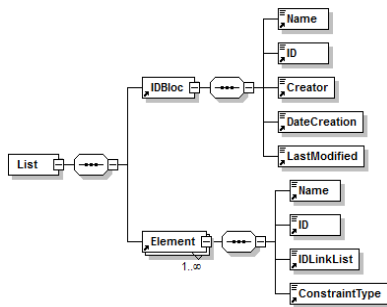 Name
ID
IDBloc
Creator
DateCreation
LastModified
List
Name
Element
ID
1..∞
IDLinkList
ConstraintType